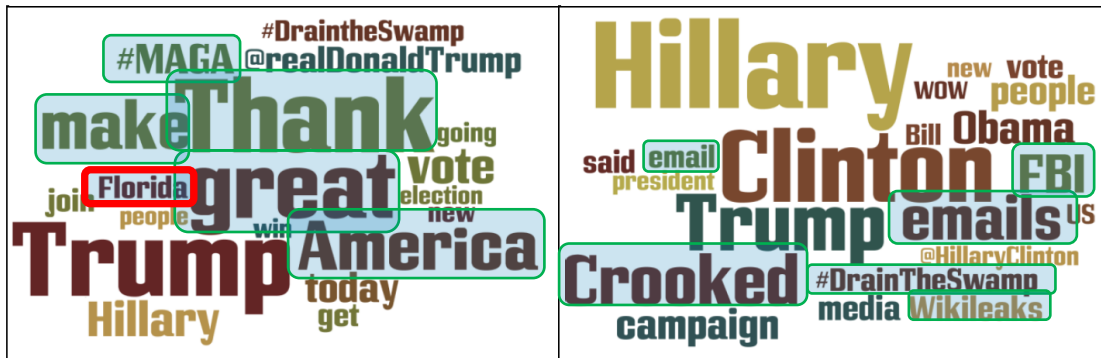 #DraintheSwamp
#MAGA @realDonaldTrump
make Thank
going
Florida great vote
join election
people new
win
Trump America
today
Hillary get
Hillary
new vote
wow people
Bill Obama
said email Clinton FBI
president
Trump emails US
@HillaryClinton
Crooked #DrainTheSwamp
media Wikileaks
campaign